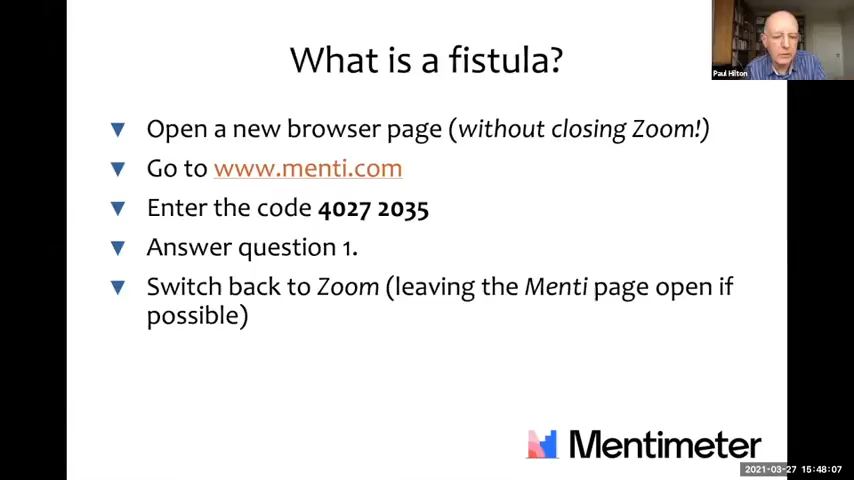 What is a fistula?
Paul Hilton
▼ Open a new browser page (without closing Zoom!)
▼ Go to www.menti.com
▼ Enter the code 4027 2035
▼ Answer question 1.
▼ Switch back to Zoom (leaving the Menti page open if
possible)
Mentimeter
2021-03-27 15:48:07